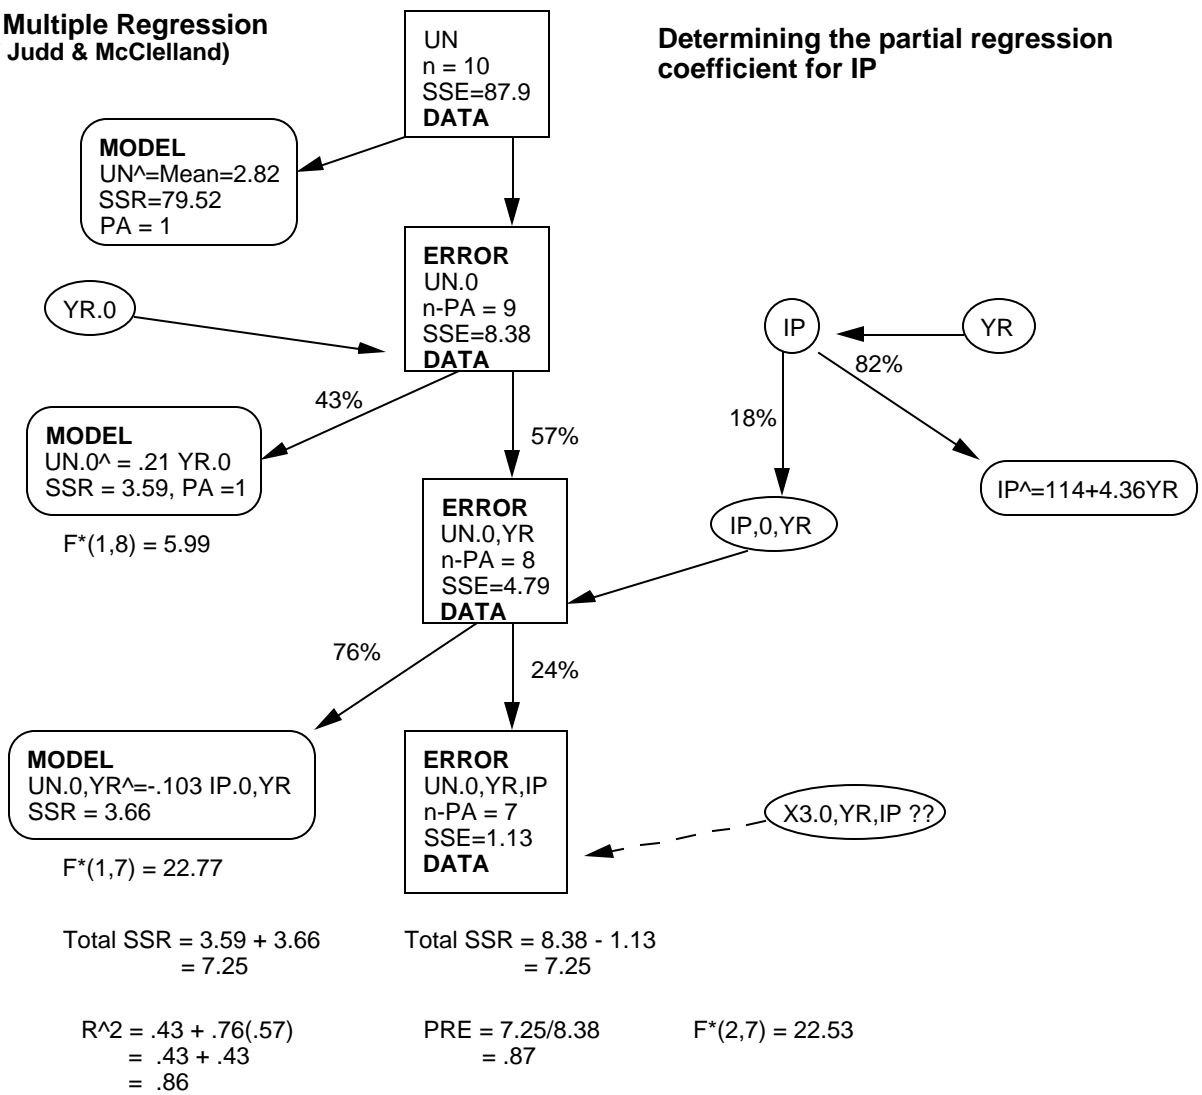 Multiple Regression
Judd & McClelland)
Determining the partial regression
coefficient for IP
UN
n = 10
SSE=87.9
DATA
MODEL
UN^=Mean=2.82
SSR=79.52
PA = 1
ERROR
UN.0
n-PA = 9
SSE=8.38
DATA
YR.0
IP
YR
82%
43%
18%
57%
MODEL
UN.0^ = .21 YR.0
SSR = 3.59, PA =1
F*(1,8) = 5.99
IP^=114+4.36YR
IP,0,YR
ERROR
UN.0,YR
n-PA = 8
SSE=4.79
DATA
76%
24%
MODEL
UN.0,YR^=-.103 IP.0,YR
SSR = 3.66
F*(1,7) = 22.77
ERROR
UN.0,YR,IP
n-PA = 7
SSE=1.13
DATA
X3.0,YR,IP ??
Total SSR = 3.59 + 3.66
= 7.25
Total SSR = 8.38 - 1.13
= 7.25
R^2 = .43 + .76(.57)
= .43 + .43
= .86
PRE = 7.25/8.38
= .87
F*(2,7) = 22.53